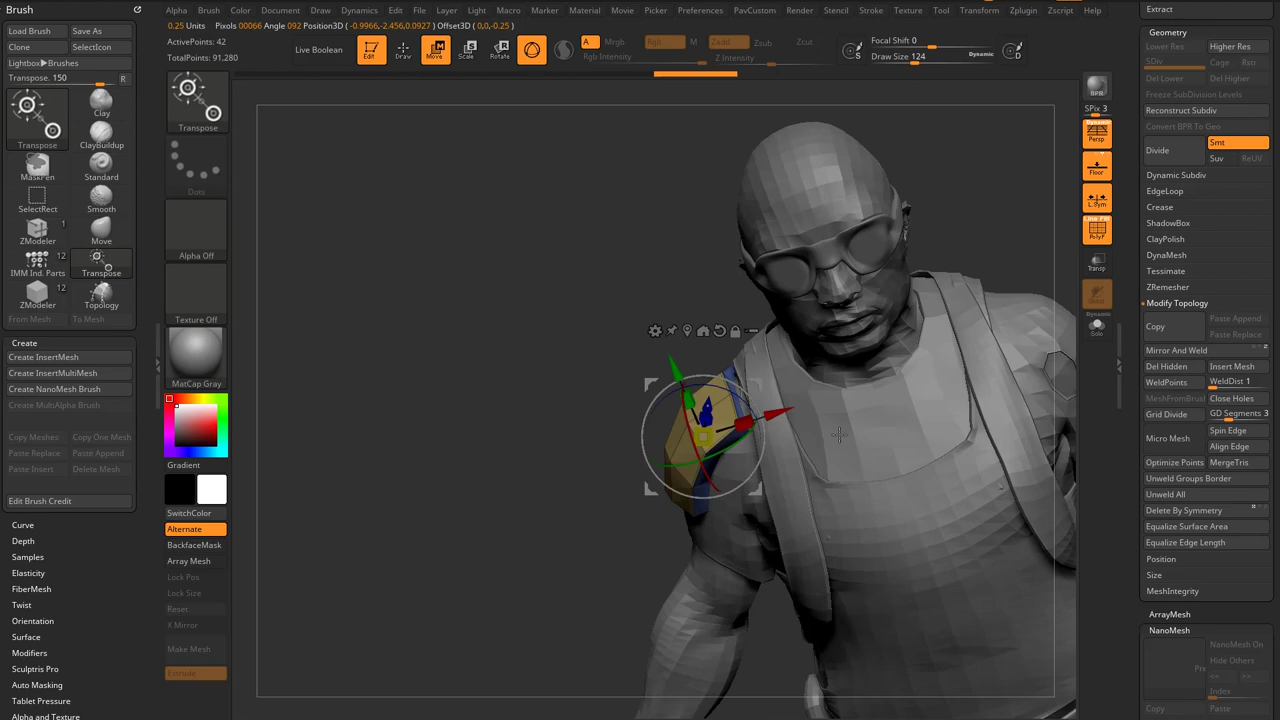 Brush
Load Brush Save As
Clone SelectIcon
Lightbox▶Brushes
Transpose. 150 R
Transpose
Clay
ClayBuildup
MaskPen Standard
SelectRect Smooth
1
ZModeler Move
12
IMM Ind. Parts Transpose
12
ZModeler Topology
From Mesh To Mesh
Create
Create InsertMesh
Create InsertMultiMesh
Create NanoMesh Brush
Create MultiAlpha Brush
Copy Meshes Copy One Mesh
Paste Replace Paste Append
Paste Insert Delete Mesh
Edit Brush Credit
Curve
Depth
Samples
Elasticity
FiberMesh
Twist
Orientation
Surface
Modifiers
Sculptris Pro
Auto Masking
Tablet Pressure
Alpha and Texture
Alpha Brush Color Document Draw Dynamics Edit File Layer Light Macro Marker Material Movie Picker Preferences PavCustom Render Stencil Stroke Texture Tool Transform Zplugin Zscript Help
0.25 Units Pixols 00066 Angle 092 Position3D ( -0.9966,-2.456,0.0927) Offset3D ( 0,0,-0.25)
ActivePoints: 42
TotalPoints: 91,280
Live Boolean
Edit Draw Move Scale Rotate
A Mrgb Rgb M Zadd Zsub Zcut
Rgb Intensity Z Intensity
S
Focal Shift 0
Draw Size 124 Dynamic
D
Transpose
Dots
Alpha Off
Texture Off
MatCap Gray
Gradient
SwitchColor
Alternate
BackfaceMask
Array Mesh
Lock Pos
Lock Size
Reset
X Mirror
Make Mesh
Extrude
BPR
SPix 3
Dynamic
Persp
Floor
L.Sym
Line Fill
PolyF
Transp
Dynamic
Solo
Extract
Geometry
Lower Res Higher Res
SDiv Cage Rstr
Del Lower Del Higher
Freeze SubDivision Levels
Reconstruct Subdiv
Convert BPR To Geo
Divide Smt
Suv ReUV
Dynamic Subdiv
EdgeLoop
Crease
ShadowBox
ClayPolish
DynaMesh
Tessimate
ZRemesher
Modify Topology
Copy Paste Append
Paste Replace
Mirror And Weld
Del Hidden Insert Mesh
WeldPoints WeldDist 1
MeshFromBrush Close Holes
Grid Divide GD Segments 3
Micro Mesh Spin Edge
Align Edge
Optimize Points MergeTris
Unweld Groups Border
Unweld All
Delete By Symmetry
Equalize Surface Area
Equalize Edge Length
Position
Size
MeshIntegrity
ArrayMesh
NanoMesh
NanoMesh On
Hide Others
<< >>
Index
Copy Paste